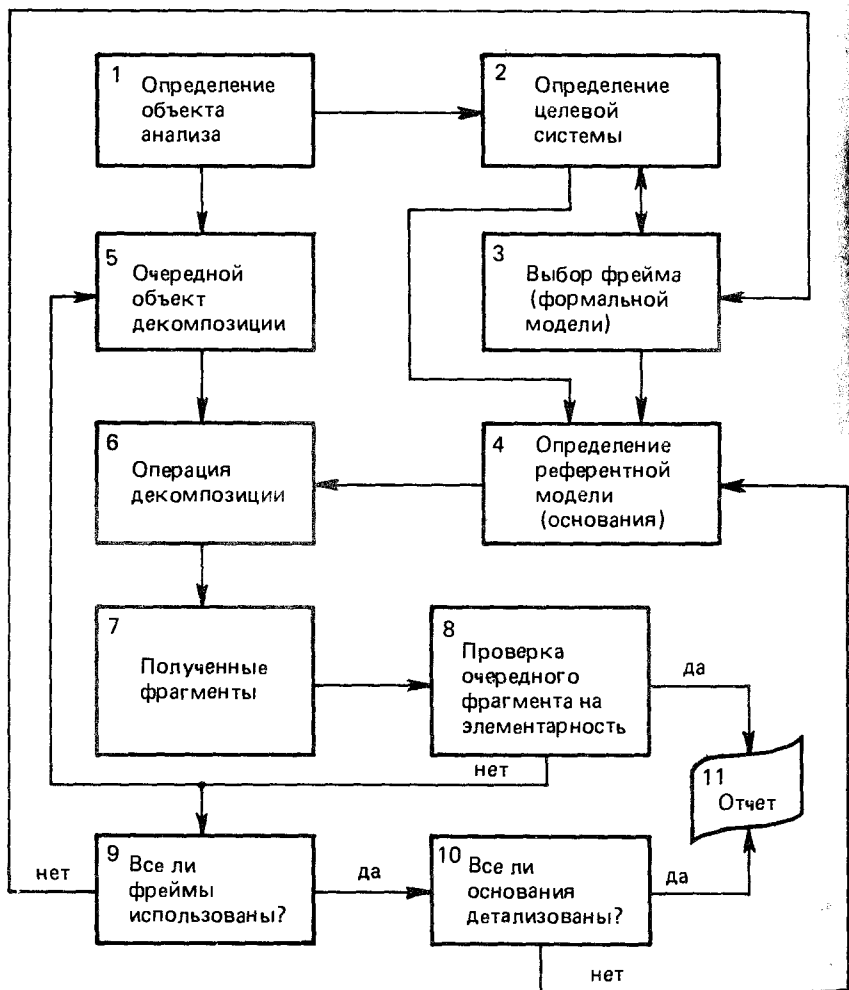 1
Определение
объекта
анализа
2
Определение
целевой
системы
5
Очередной
объект
декомпозиции
3
Выбор фрейма
(формальной
модели)
6
Операция
декомпозиции
4
Определение
референтной
модели
(основания)
7
Полученные
фрагменты
8
Проверка
очередного
фрагмента на
элементарность
да
нет
11
Отчет
нет
9
Все ли
фреймы
использованы?
да
10
Все ли
основания
детализованы?
да
нет